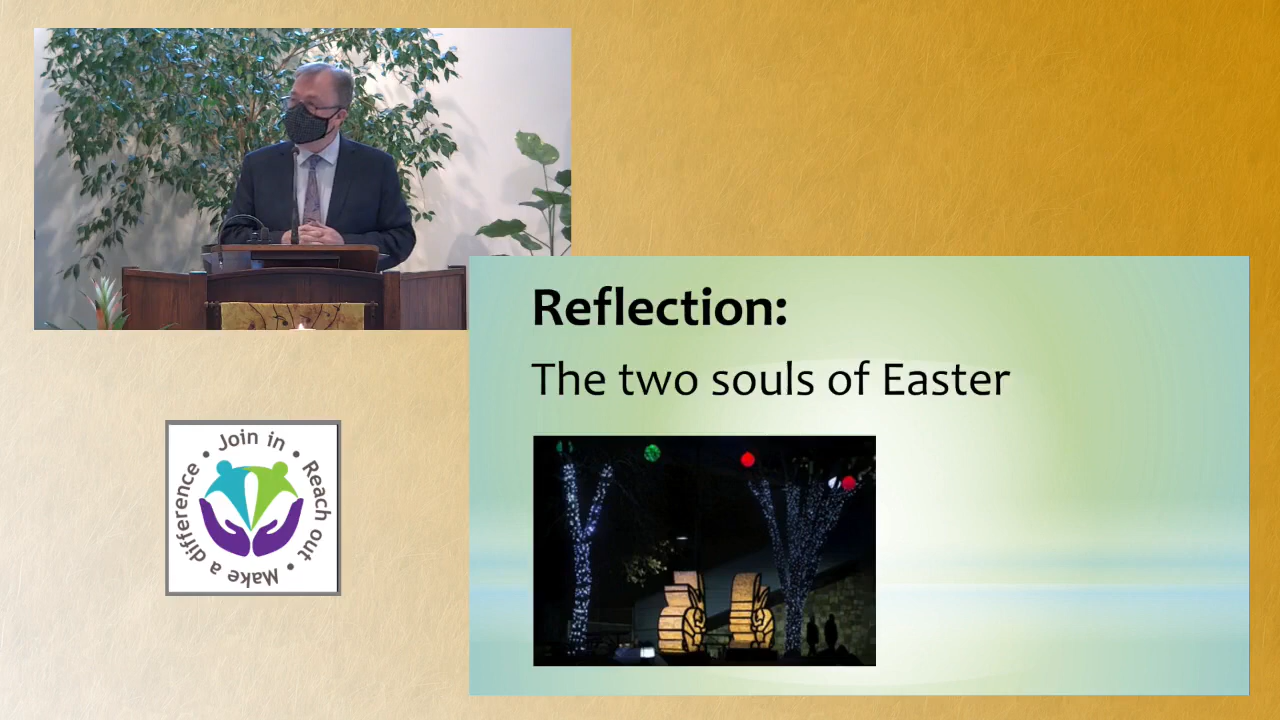 Reflection:
The two souls of Easter
Join in • Reach out • Make a difference •